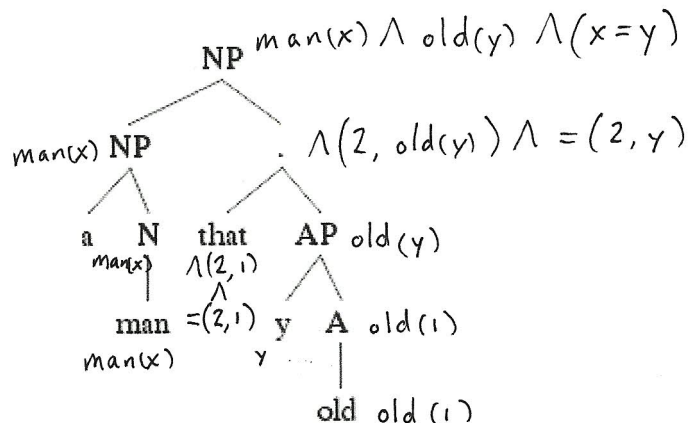 NP man(x) ∧ old(y) ∧ (x=y)
man(x) NP . ∧(2, old(y)) ∧ =(2, y)
a N that AP old(y)
man(x) ∧(2,1)
∧
man =(2,1) y A old(1)
man(x) y
old old(1)